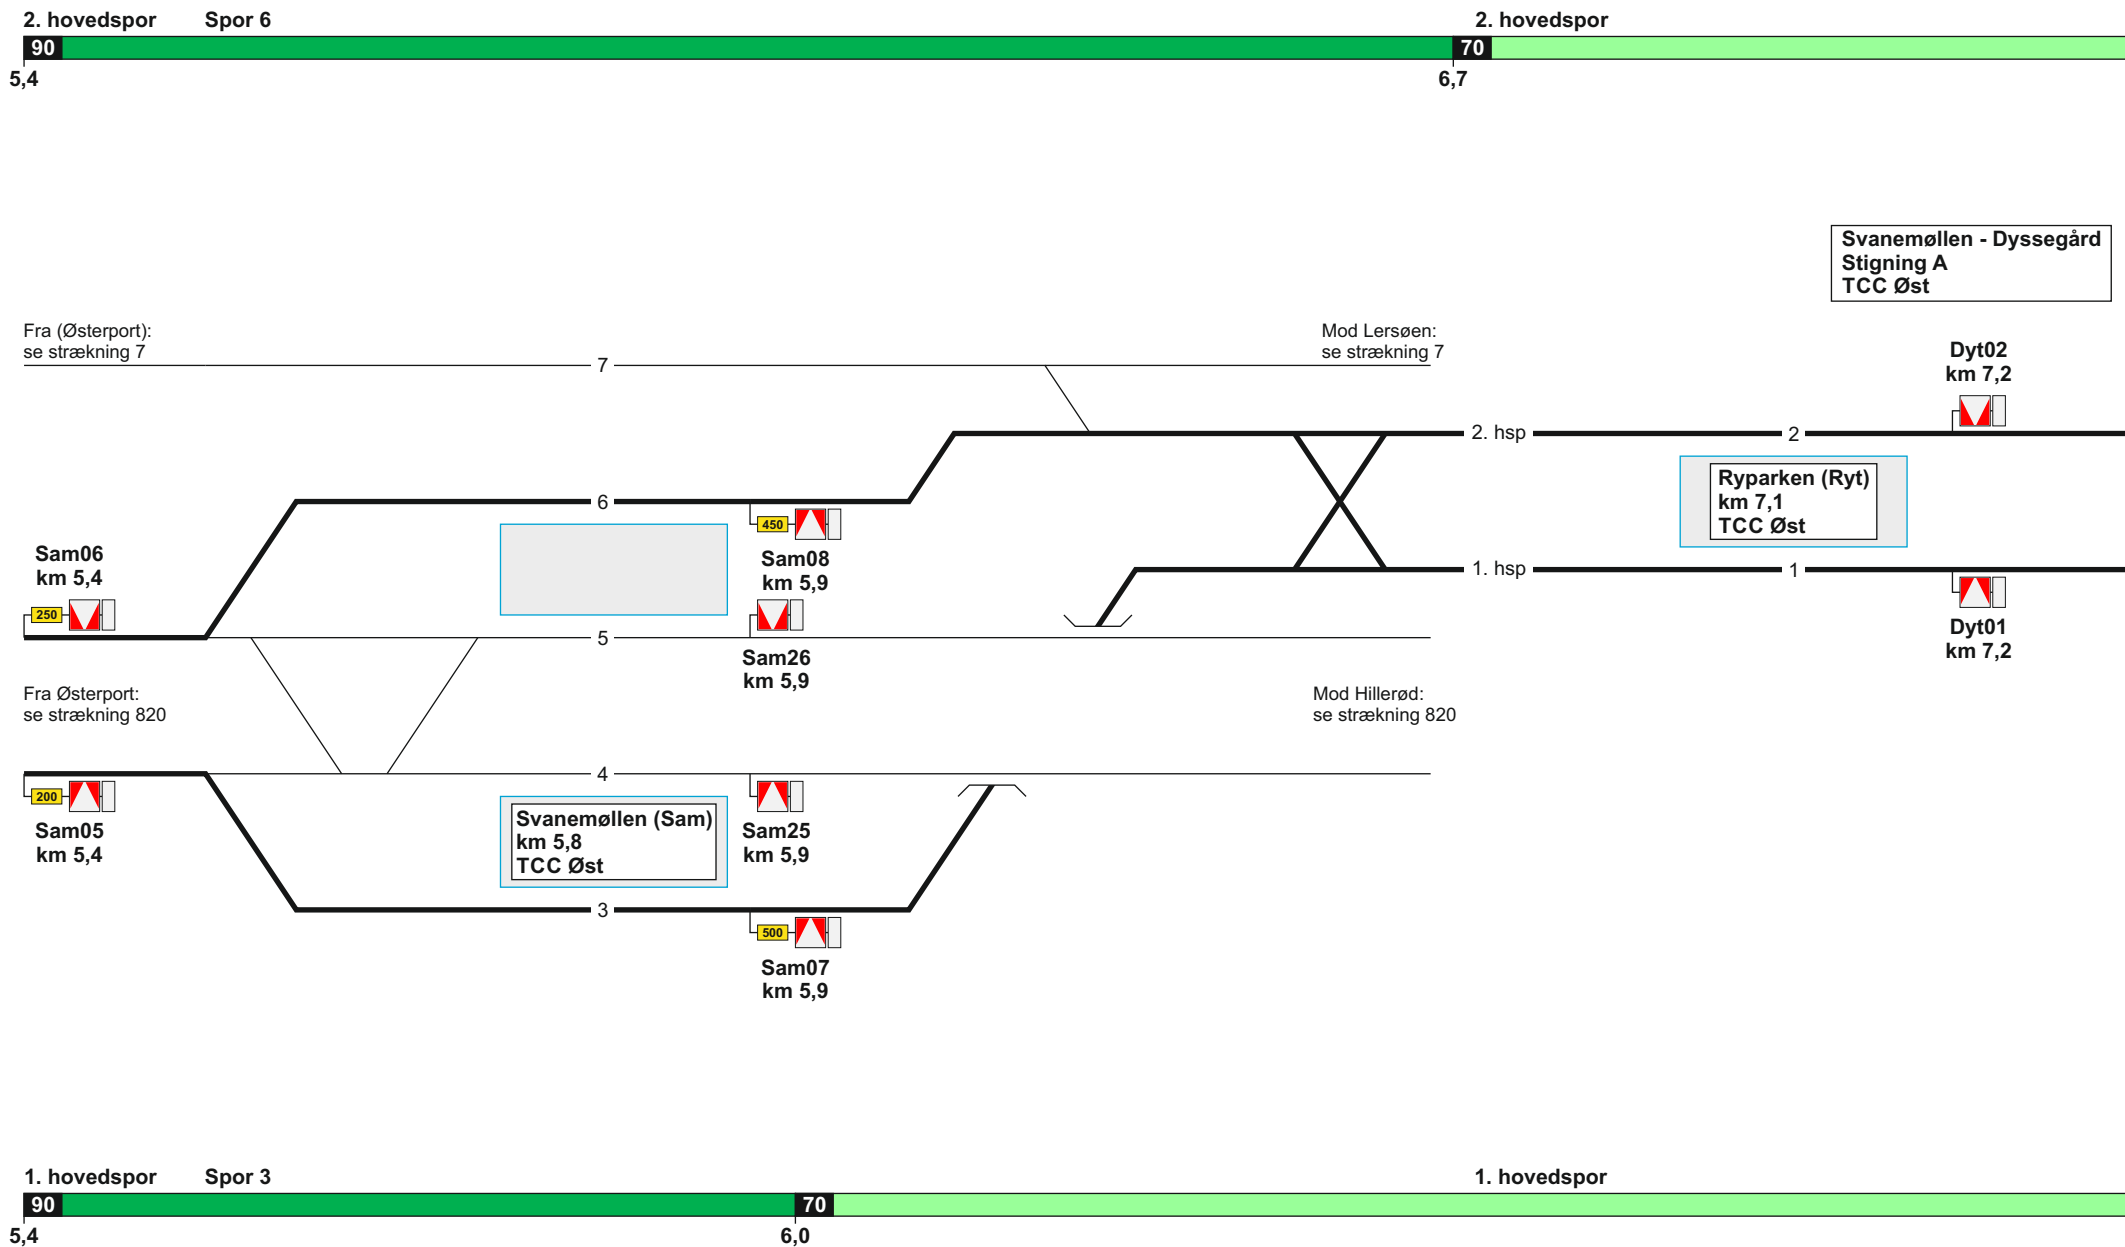 2. hovedspor Spor 6 2. hovedspor
90 70
5,4 6,7
Svanemøllen - Dyssegård
Stigning A
TCC Øst
Fra (Østerport):
se strækning 7
7
Mod Lersøen:
se strækning 7
Dyt02
km 7,2
2. hsp 2
Ryparken (Ryt)
km 7,1
TCC Øst
6
450
Sam08
km 5,9
Sam06
km 5,4
250
1. hsp 1
Dyt01
km 7,2
5
Sam26
km 5,9
Fra Østerport:
se strækning 820
Mod Hillerød:
se strækning 820
4
200
Sam05
km 5,4
Svanemøllen (Sam)
km 5,8
TCC Øst
Sam25
km 5,9
3
500
Sam07
km 5,9
1. hovedspor Spor 3 1. hovedspor
90 70
5,4 6,0